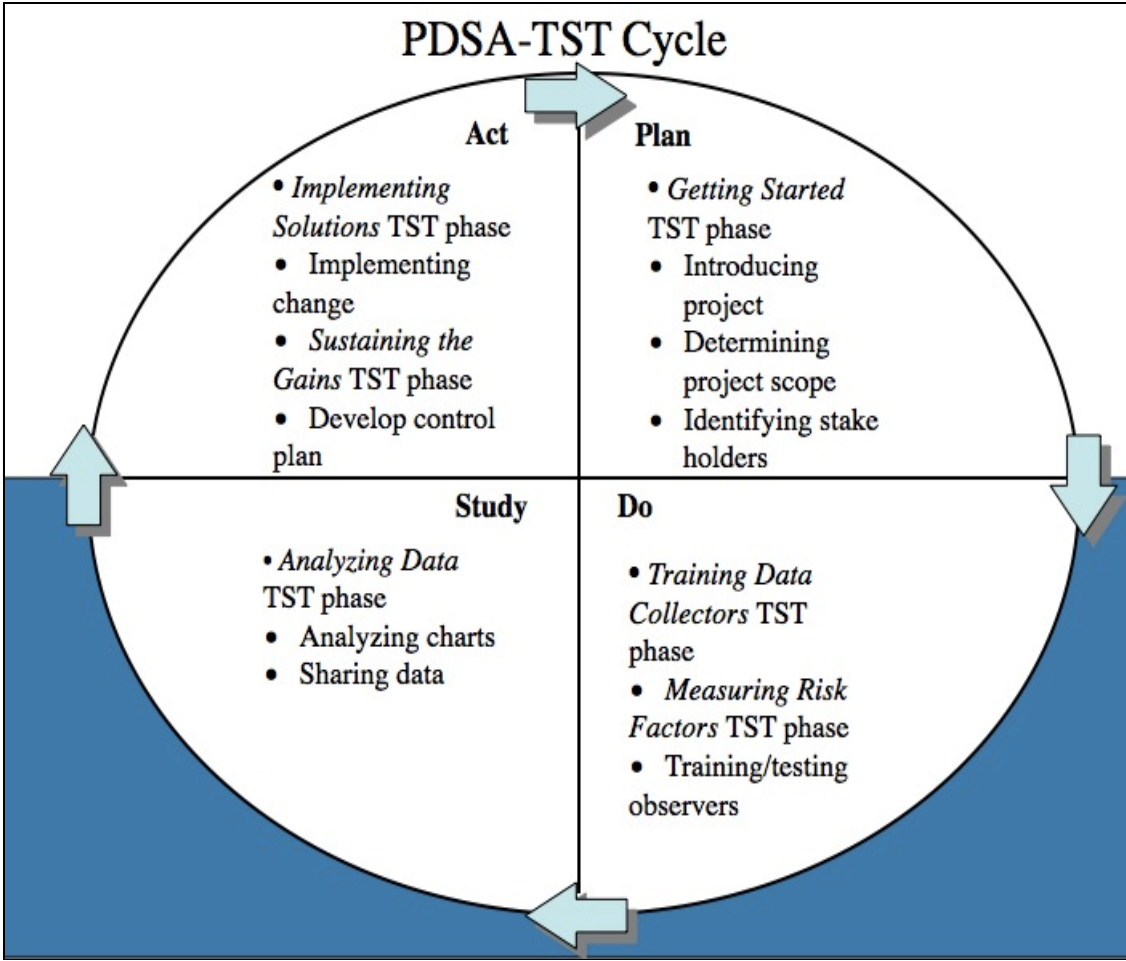 PDSA-TST Cycle
Act
• Implementing
Solutions TST phase
• Implementing
change
• Sustaining the
Gains TST phase
• Develop control
plan
Plan
• Getting Started
TST phase
• Introducing
project
• Determining
project scope
• Identifying stake
holders
Study
• Analyzing Data
TST phase
• Analyzing charts
• Sharing data
Do
• Training Data
Collectors TST
phase
• Measuring Risk
Factors TST phase
• Training/testing
observers